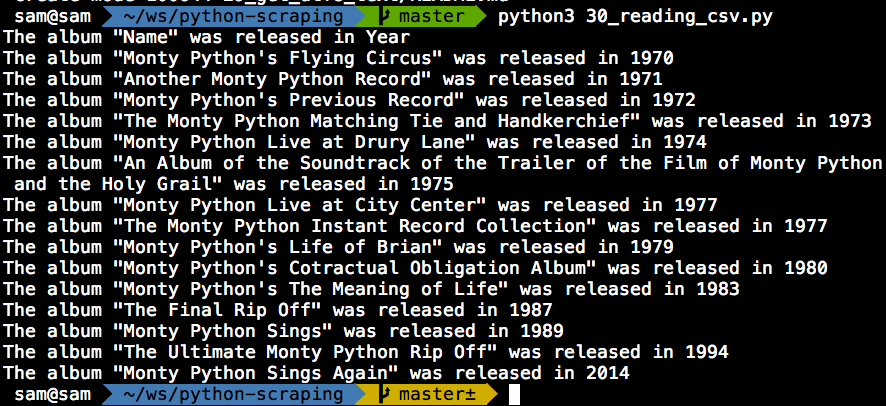 sam@sam ~/ws/python-scraping master python3 30_reading_csv.py
The album "Name" was released in Year
The album "Monty Python's Flying Circus" was released in 1970
The album "Another Monty Python Record" was released in 1971
The album "Monty Python's Previous Record" was released in 1972
The album "The Monty Python Matching Tie and Handkerchief" was released in 1973
The album "Monty Python Live at Drury Lane" was released in 1974
The album "An Album of the Soundtrack of the Trailer of the Film of Monty Python
and the Holy Grail" was released in 1975
The album "Monty Python Live at City Center" was released in 1977
The album "The Monty Python Instant Record Collection" was released in 1977
The album "Monty Python's Life of Brian" was released in 1979
The album "Monty Python's Cotractual Obligation Album" was released in 1980
The album "Monty Python's The Meaning of Life" was released in 1983
The album "The Final Rip Off" was released in 1987
The album "Monty Python Sings" was released in 1989
The album "The Ultimate Monty Python Rip Off" was released in 1994
The album "Monty Python Sings Again" was released in 2014
sam@sam ~/ws/python-scraping master±